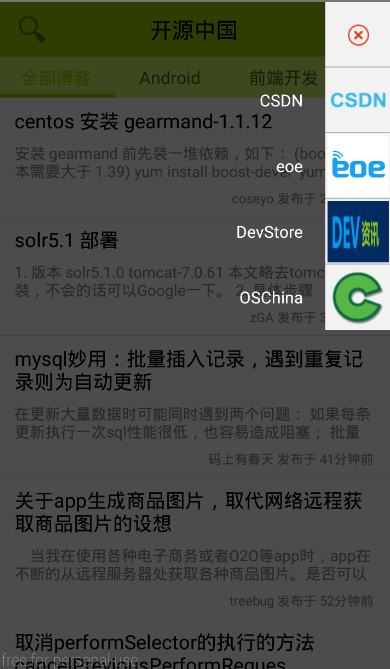 开源中国
全部博客 Android 前端开发
CSDN
CSDN
eoe
eoe
DevStore
DEV资讯
OSChina
centos 安装 gearmand-1.1.12
安装 gearmand 前先装一堆依赖，如下： (boo
本需要大于 1.39) yum install boost-devel yum
coseyo 发布于 2
solr5.1 部署
1. 版本 solr5.1.0 tomcat-7.0.61 本文略去tomc
装，不会的话可以Google一下。 2. 具体步骤
zGA 发布于 3
mysql妙用：批量插入记录，遇到重复记
录则为自动更新
在更新大量数据时可能同时遇到两个问题： 如果每条
更新执行一次sql性能很低，也容易造成阻塞； 批量
码上有春天 发布于 41分钟前
关于app生成商品图片，取代网络远程获
取商品图片的设想
当我在使用各种电子商务或者O2O等app时，app在
不断的从远程服务器处获取各种商品图片。是否可以
treebug 发布于 52分钟前
取消performSelector的执行的方法
cancelPreviousPerformReques
free for personal use